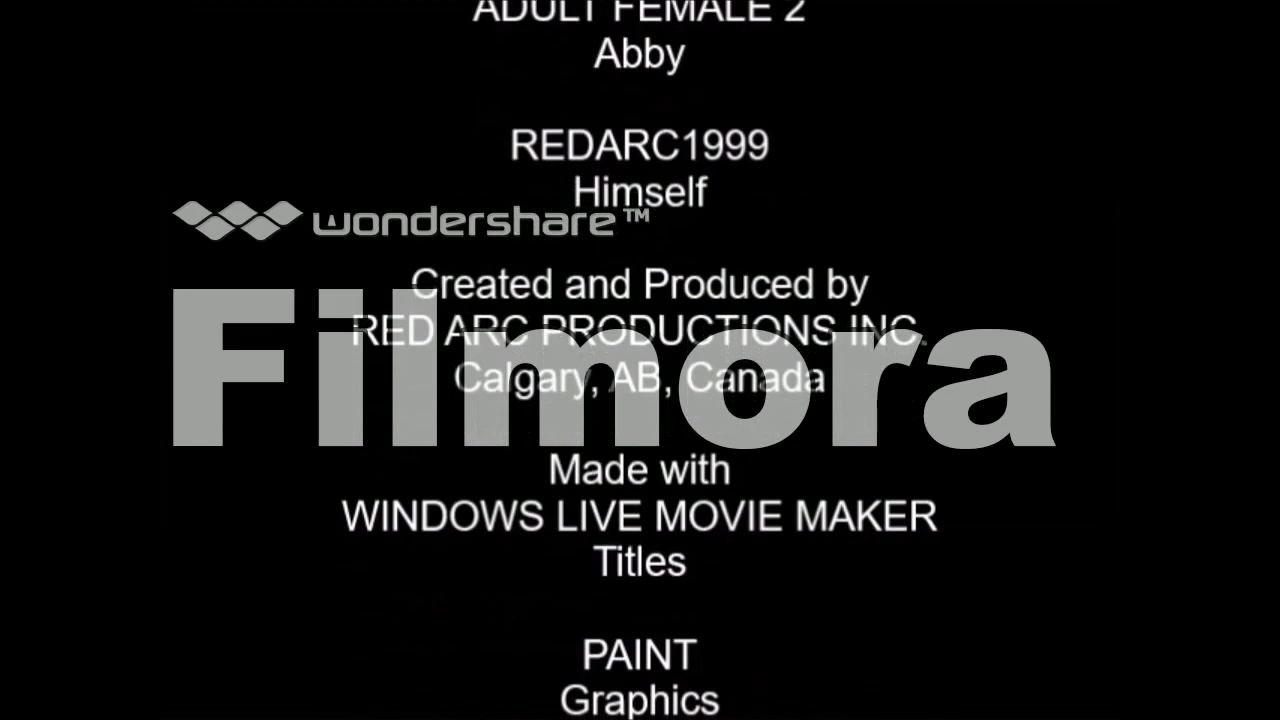 ADULT FEMALE 2
Abby
REDARC1999
Himself
wondershare™
Filmora
Created and Produced by
RED ARC PRODUCTIONS INC.
Calgary, AB, Canada
Made with
WINDOWS LIVE MOVIE MAKER
Titles
PAINT
Graphics